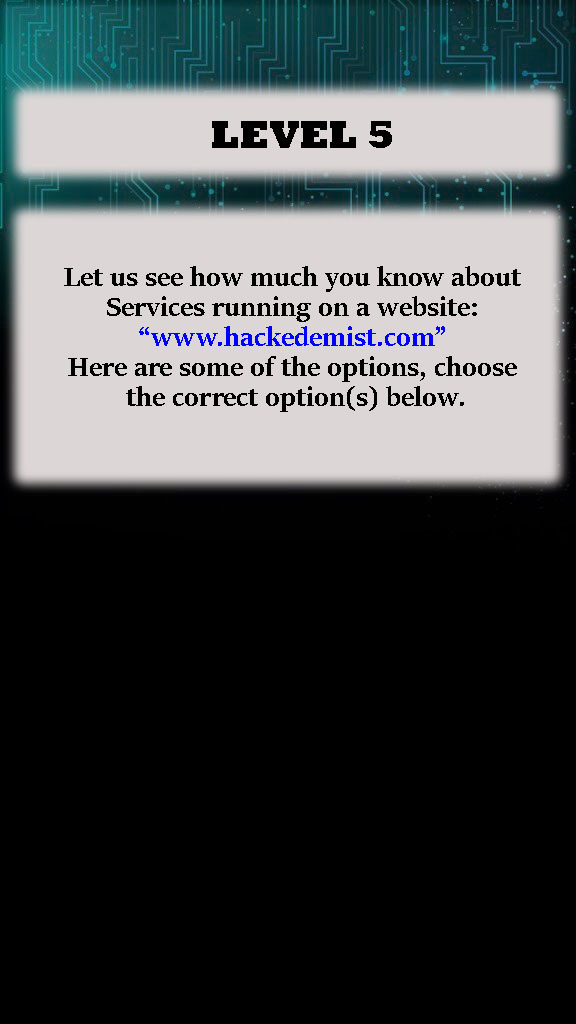 LEVEL 5
Let us see how much you know about
Services running on a website:
“www.hackedemist.com”
Here are some of the options, choose
the correct option(s) below.